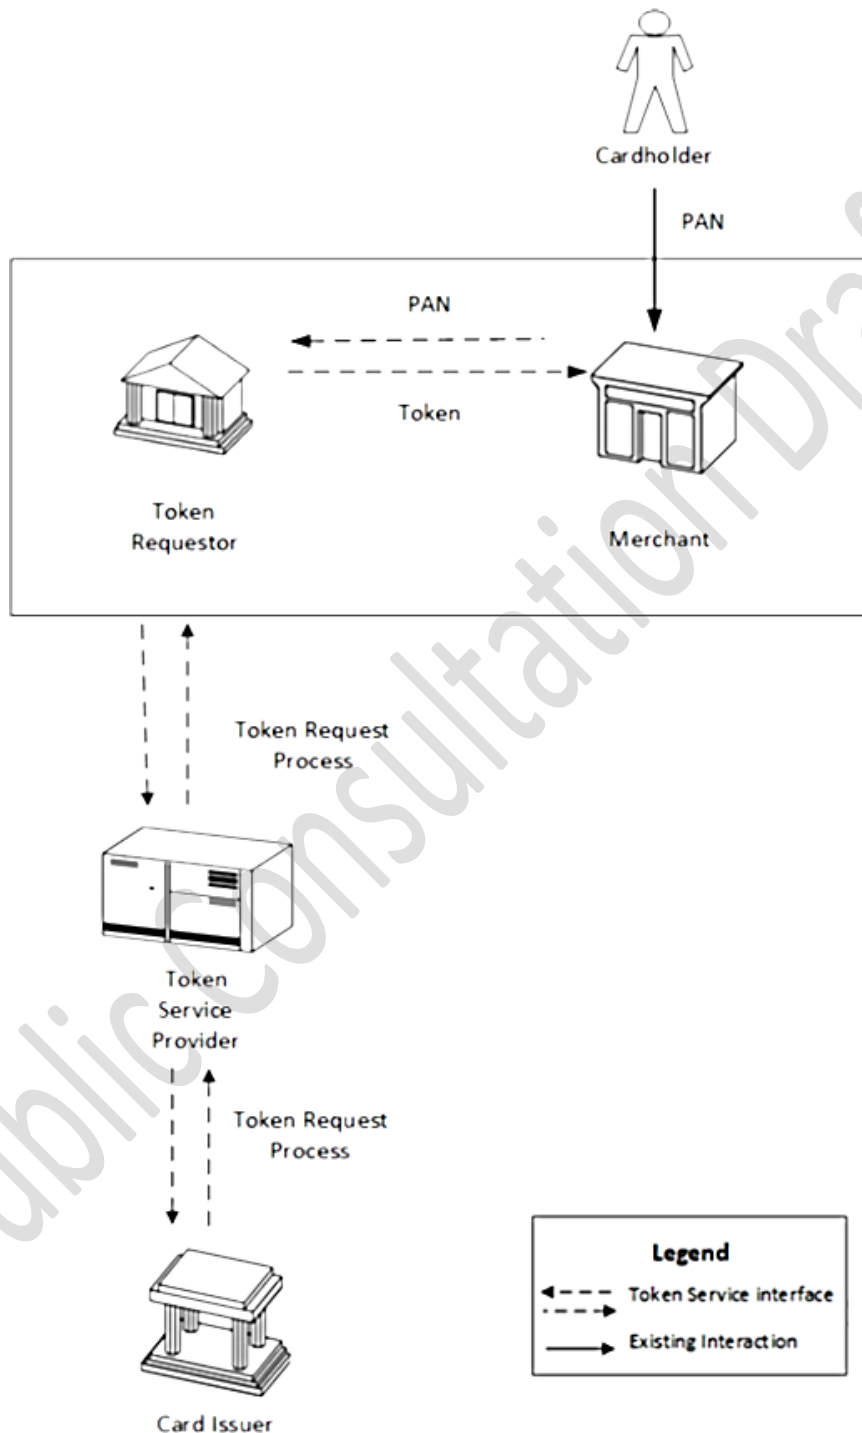 Cardholder
PAN
PAN
Token
Token
Requestor
Merchant
Token Request
Process
Token
Service
Provider
Token Request
Process
Card Issuer
Legend
Token Service interface
Existing Interaction
Public Consultation Draf